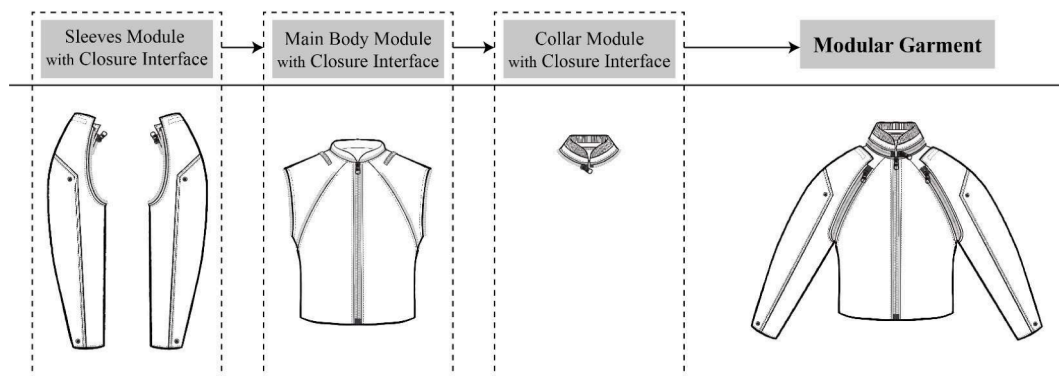 Sleeves Module
with Closure Interface
Main Body Module
with Closure Interface
Collar Module
with Closure Interface
Modular Garment